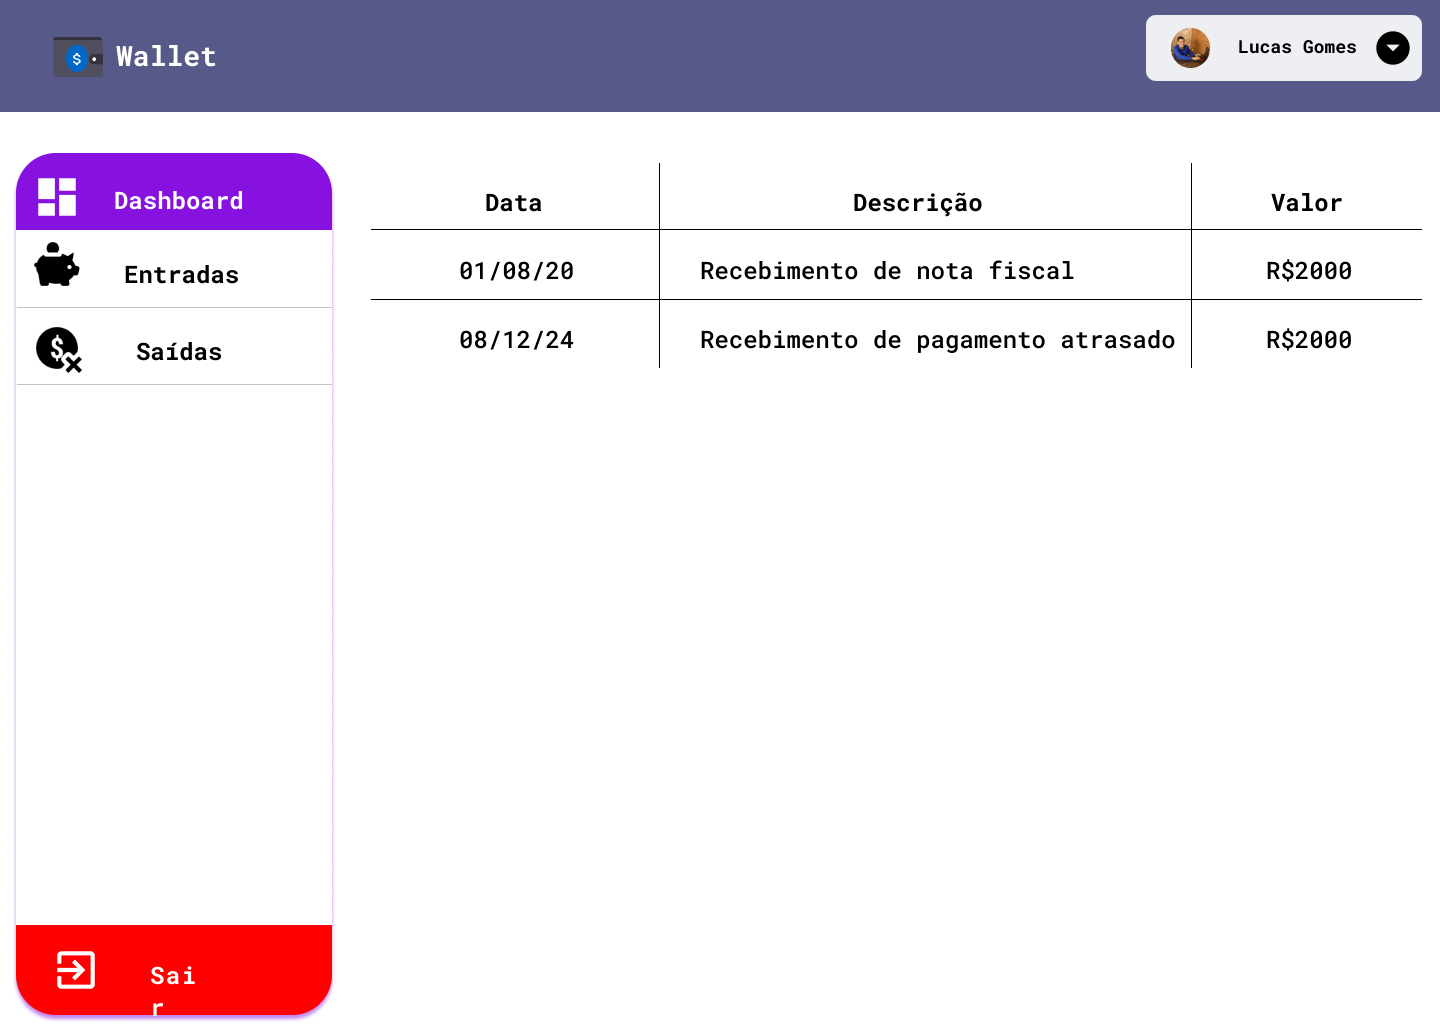 Wallet
Lucas Gomes
Dashboard
Entradas
Saídas
Sai
r
Data Descrição Valor
01/08/20 Recebimento de nota fiscal R$2000
08/12/24 Recebimento de pagamento atrasado R$2000